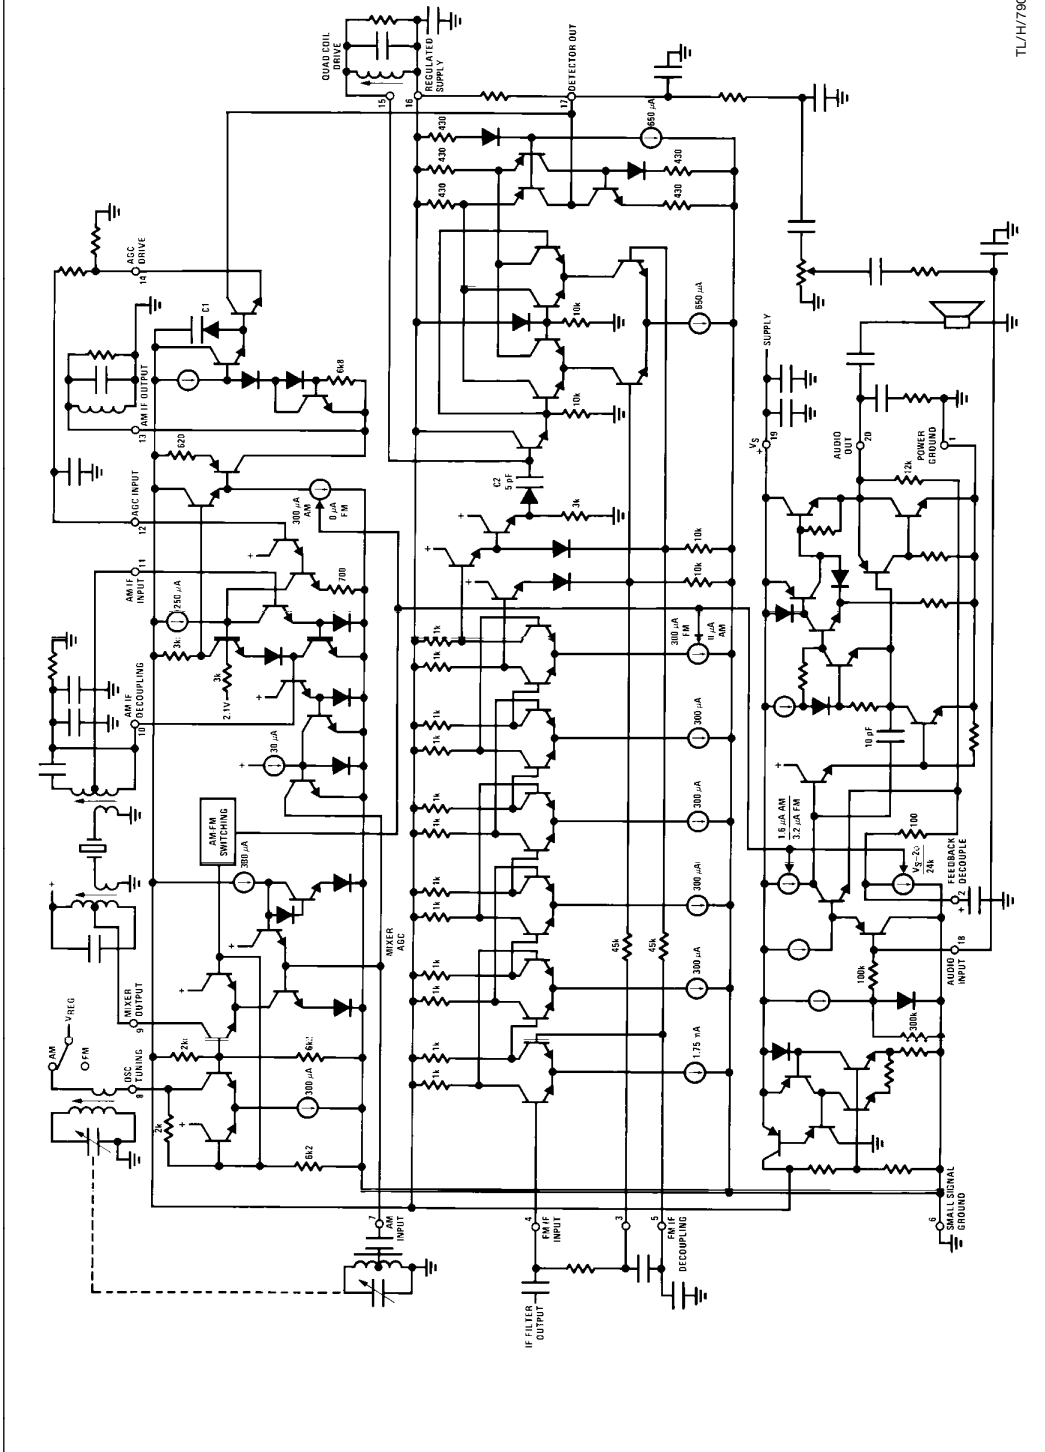 TL/H/790
QUAD COIL
DRIVE
15
16
REGULATED
SUPPLY
17
DETECTOR OUT
430
430
430
650 µA
430
430
AGC
DRIVE
14
C1
6k8
AM IF OUTPUT
13
620
10k
10k
650 µA
SUPPLY
VS
+
19
AUDIO
OUT
20
POWER
GROUND
1
12k
AGC INPUT
12
300 µA
AM
0 µA
FM
C2
5 pF
3k
10k
10k
AM IF
INPUT
11
250 µA
700
3k
3k
2.1V
AM IF
DECOUPLING
10
+
+
30 µA
+
+
+
+
1k
1k
300 µA
FM
0 µA
AM
1k
1k
300 µA
1k
1k
300 µA
1k
1k
300 µA
1k
1k
300 µA
1k
1k
1.75 mA
45k
45k
10 pF
+
1.6 µA AM
3.2 µA FM
100
VS-2∅
24k
FEEDBACK
DECOUPLE
2
+
AUDIO
INPUT
18
100k
300k
AM-FM
SWITCHING
300 µA
+
+
MIXER
AGC
MIXER
OUTPUT
9
+
VREG
AM
FM
OSC
TUNING
8
2k
2k
6k2
300 µA
6k2
+
7
AM
INPUT
4
FM IF
INPUT
3
5
FM IF
DECOUPLING
IF FILTER
OUTPUT
6
SMALL SIGNAL
GROUND